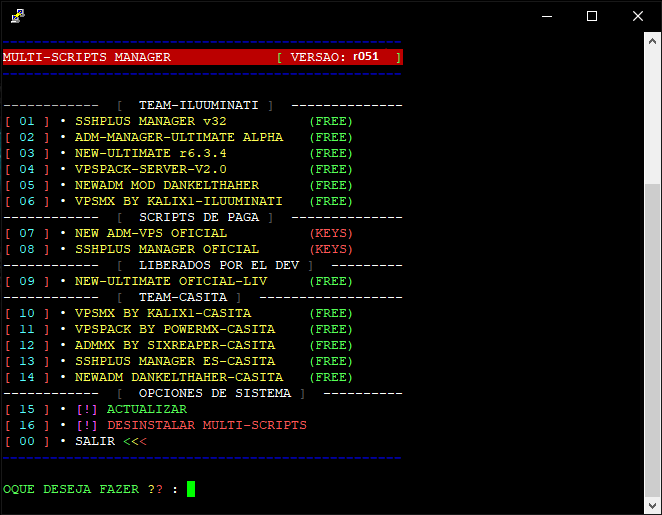 MULTI-SCRIPTS MANAGER [ VERSAO: r051 ]
------------ [ TEAM-ILUUMINATI ] --------------
[ 01 ] • SSHPLUS MANAGER v32 (FREE)
[ 02 ] • ADM-MANAGER-ULTIMATE ALPHA (FREE)
[ 03 ] • NEW-ULTIMATE r6.3.4 (FREE)
[ 04 ] • VPSPACK-SERVER-V2.0 (FREE)
[ 05 ] • NEWADM MOD DANKELTHAHER (FREE)
[ 06 ] • VPSMX BY KALIX1-ILUUMINATI (FREE)
------------ [ SCRIPTS DE PAGA ] --------------
[ 07 ] • NEW ADM-VPS OFICIAL (KEYS)
[ 08 ] • SSHPLUS MANAGER OFICIAL (KEYS)
------------ [ LIBERADOS POR EL DEV ] ---------
[ 09 ] • NEW-ULTIMATE OFICIAL-LIV (FREE)
------------ [ TEAM-CASITA ] ------------------
[ 10 ] • VPSMX BY KALIX1-CASITA (FREE)
[ 11 ] • VPSPACK BY POWERMX-CASITA (FREE)
[ 12 ] • ADMMX BY SIXREAPER-CASITA (FREE)
[ 13 ] • SSHPLUS MANAGER ES-CASITA (FREE)
[ 14 ] • NEWADM DANKELTHAHER-CASITA (FREE)
------------ [ OPCIONES DE SISTEMA ] ----------
[ 15 ] • [!] ACTUALIZAR
[ 16 ] • [!] DESINSTALAR MULTI-SCRIPTS
[ 00 ] • SALIR <<<
OQUE DESEJA FAZER ?? :